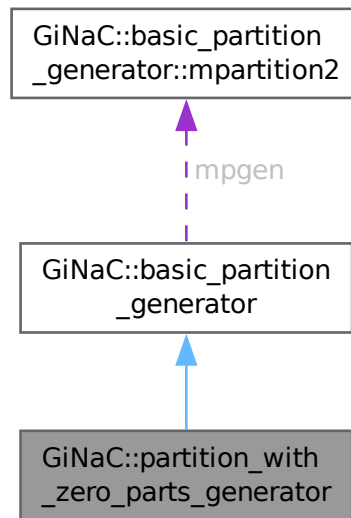 GiNaC::basic_partition
_generator::mpartition2
mpgen
GiNaC::basic_partition
_generator
GiNaC::partition_with
_zero_parts_generator